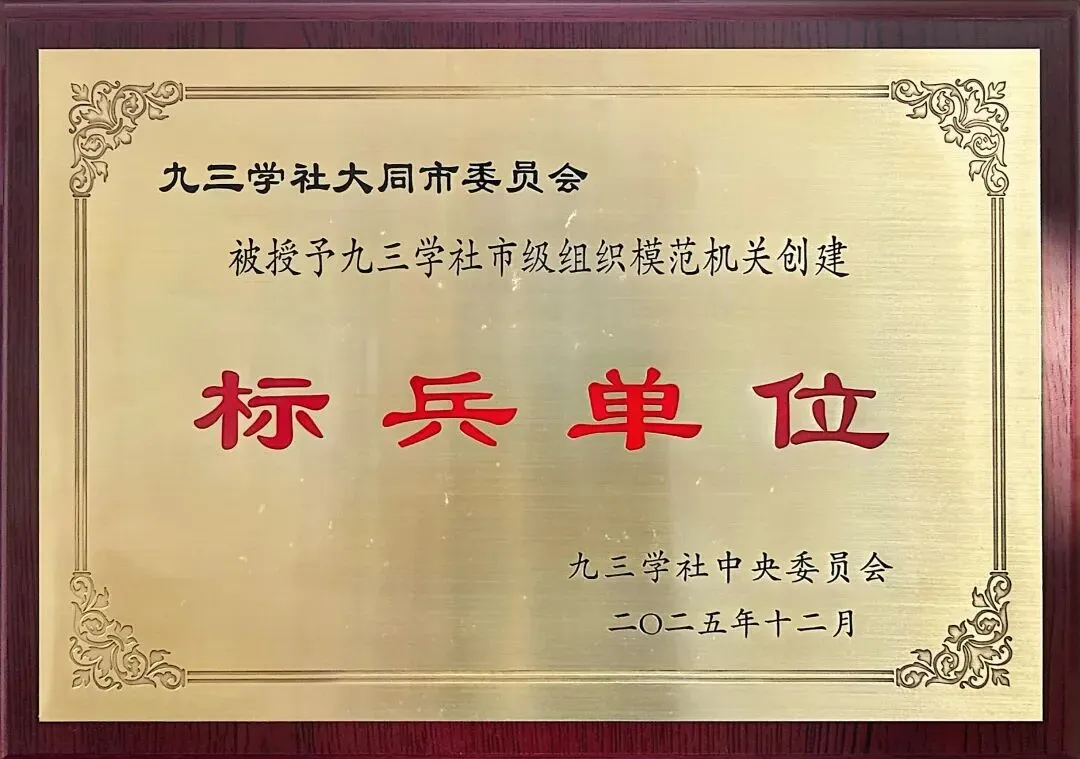 九三学社大同市委员会
被授予九三学社市级组织模范机关创建
标兵单位
九三学社中央委员会
二〇二五年十二月